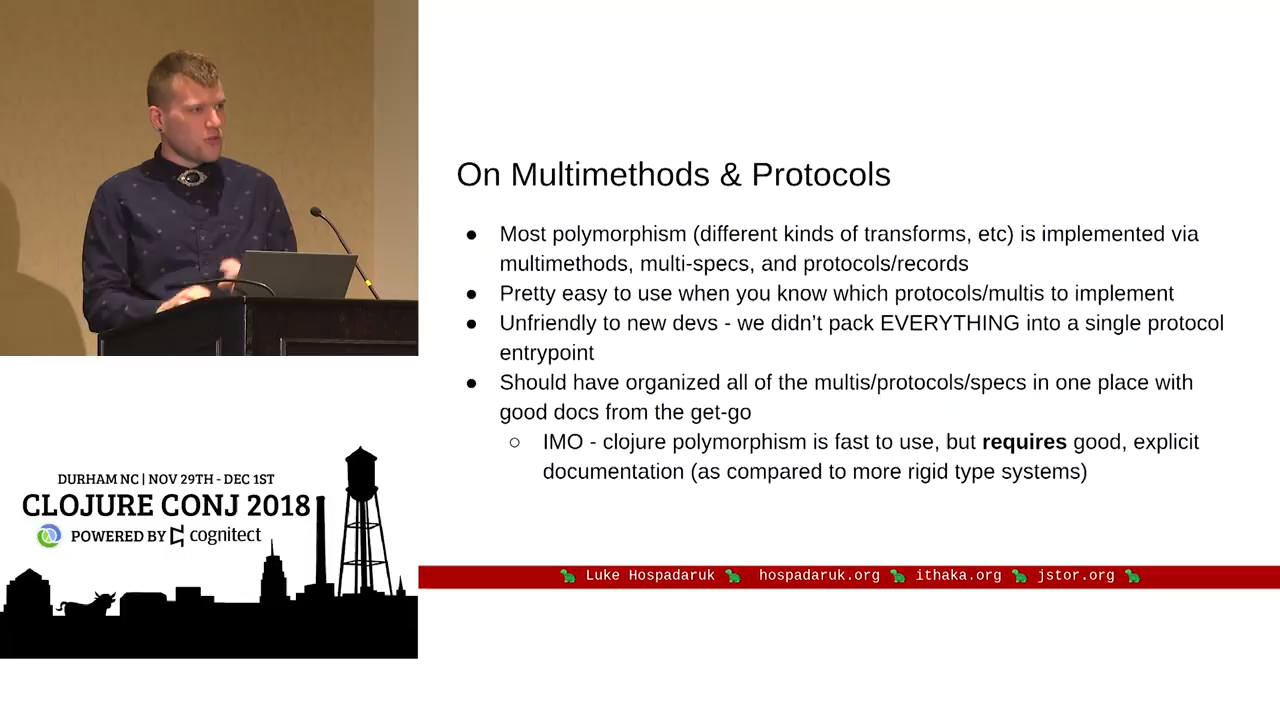 On Multimethods & Protocols
● Most polymorphism (different kinds of transforms, etc) is implemented via
multimethods, multi-specs, and protocols/records
● Pretty easy to use when you know which protocols/multis to implement
● Unfriendly to new devs - we didn’t pack EVERYTHING into a single protocol
entrypoint
● Should have organized all of the multis/protocols/specs in one place with
good docs from the get-go
○ IMO - clojure polymorphism is fast to use, but requires good, explicit
documentation (as compared to more rigid type systems)
DURHAM NC | NOV 29TH - DEC 1ST
CLOJURE CONJ 2018
POWERED BY cognitect
Luke Hospadaruk hospadaruk.org ithaka.org jstor.org